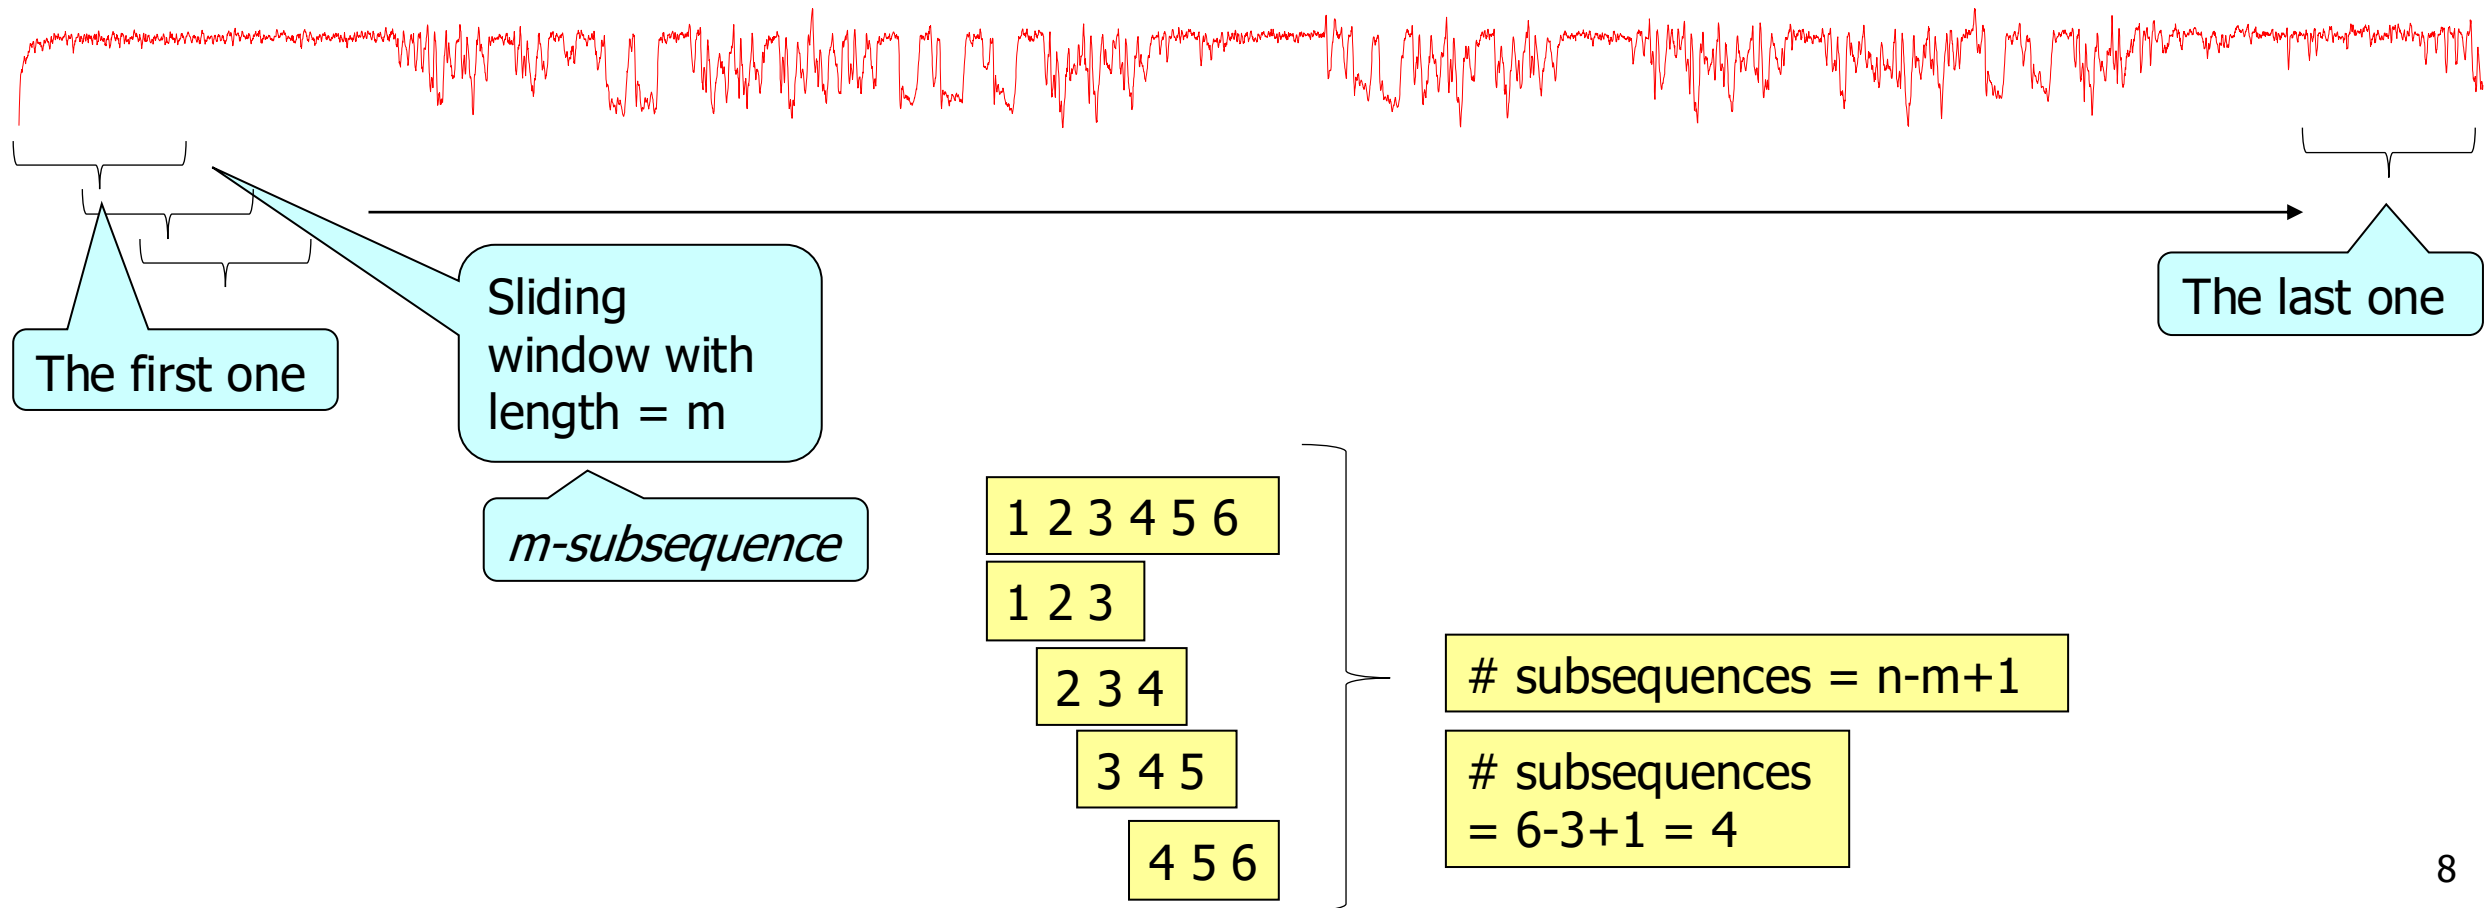 The first one
Sliding
window with
length = m
m-subsequence
The last one
1 2 3 4 5 6
1 2 3
2 3 4
3 4 5
4 5 6
# subsequences = n-m+1
# subsequences
= 6-3+1 = 4
8